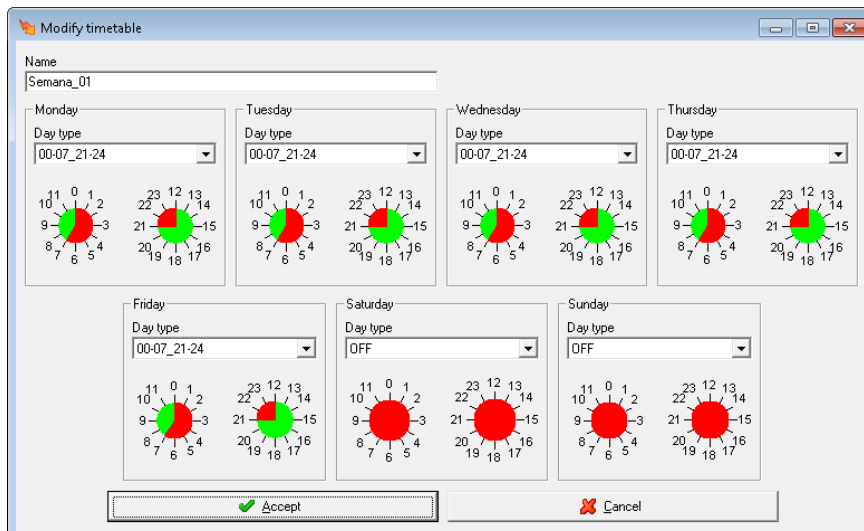 Modify timetable
Name
Semana_01
Monday Tuesday Wednesday Thursday
Day type Day type Day type Day type
00-07_21-24 00-07_21-24 00-07_21-24 00-07_21-24
11 0 1 23 12 13 11 0 1 23 12 13 11 0 1 23 12 13 11 0 1 23 12 13
10 2 22 14 10 2 22 14 10 2 22 14 10 2 22 14
9 3 21 15 9 3 21 15 9 3 21 15 9 3 21 15
8 4 20 16 8 4 20 16 8 4 20 16 8 4 20 16
7 6 5 19 18 17 7 6 5 19 18 17 7 6 5 19 18 17 7 6 5 19 18 17
Friday Saturday Sunday
Day type Day type Day type
00-07_21-24 OFF OFF
11 0 1 23 12 13 11 0 1 23 12 13 11 0 1 23 12 13
10 2 22 14 10 2 22 14 10 2 22 14
9 3 21 15 9 3 21 15 9 3 21 15
8 4 20 16 8 4 20 16 8 4 20 16
7 6 5 19 18 17 7 6 5 19 18 17 7 6 5 19 18 17
Accept Cancel